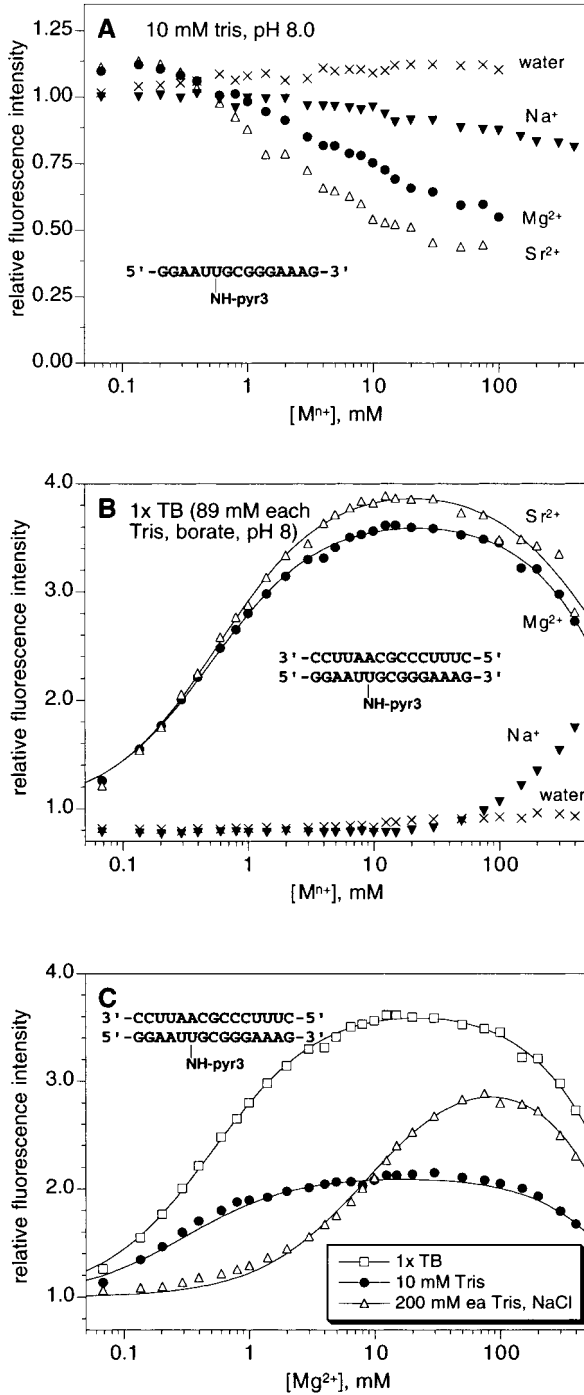 A 10 mM tris, pH 8.0
relative fluorescence intensity
1.25
1.00
0.75
0.50
0.25
0.00
water
Na⁺
Mg²⁺
Sr²⁺
5'-GGAAUUGCGGGAAAG-3'
NH-pyr3
0.1 1 10 100
[Mⁿ⁺], mM
B 1x TB (89 mM each
Tris, borate, pH 8)
relative fluorescence intensity
4.0
3.0
2.0
1.0
Sr²⁺
Mg²⁺
3'-CCUUAACGCCCUUUC-5'
5'-GGAAUUGCGGGAAAG-3'
NH-pyr3
Na⁺
water
0.1 1 10 100
[Mⁿ⁺], mM
C
3'-CCUUAACGCCCUUUC-5'
5'-GGAAUUGCGGGAAAG-3'
NH-pyr3
relative fluorescence intensity
4.0
3.0
2.0
1.0
1x TB
10 mM Tris
200 mM ea Tris, NaCl
0.1 1 10 100
[Mg²⁺], mM